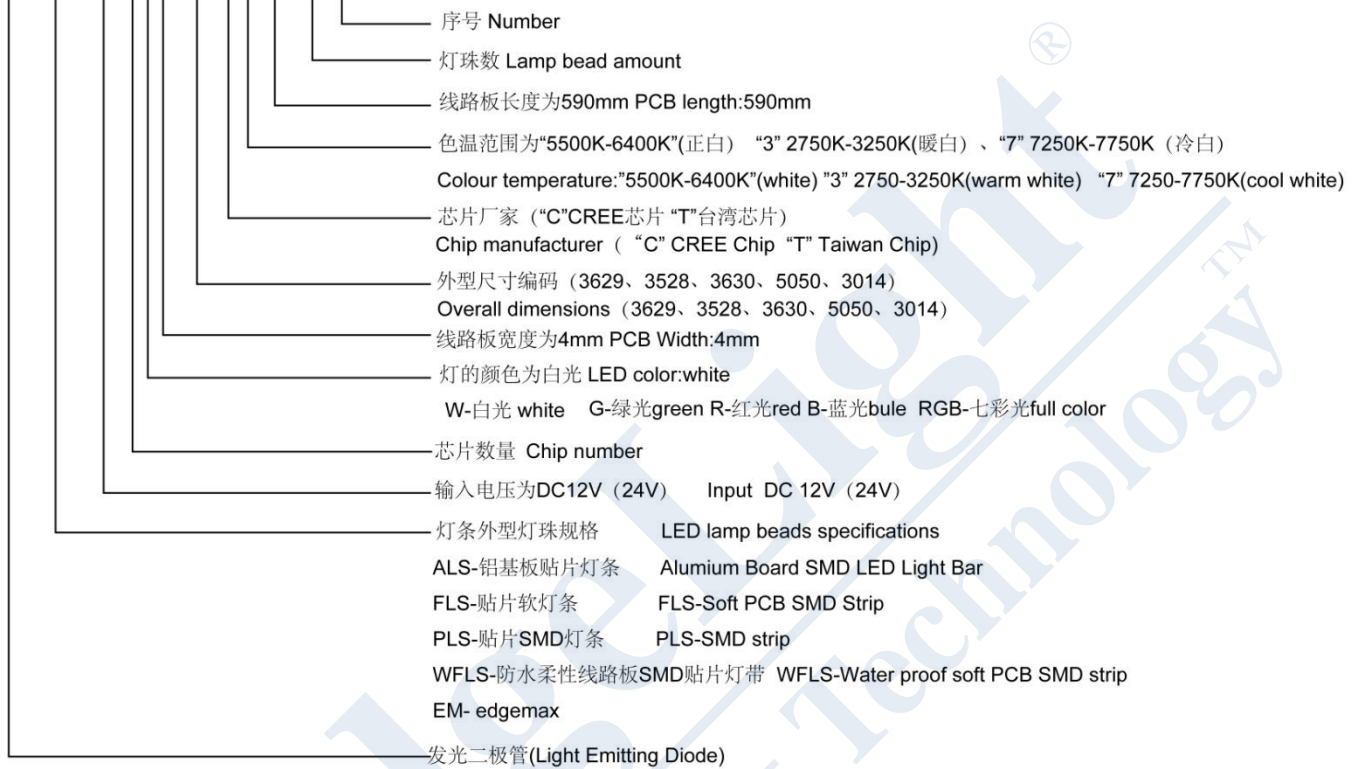 序号 Number
灯珠数 Lamp bead amount
线路板长度为590mm PCB length:590mm
色温范围为“5500K-6400K”(正白） “3” 2750K-3250K(暖白）、“7” 7250K-7750K（冷白）
Colour temperature:”5500K-6400K”(white) ”3” 2750-3250K(warm white) “7” 7250-7750K(cool white)
芯片厂家（“C”CREE芯片 “T”台湾芯片）
Chip manufacturer（ “C” CREE Chip “T” Taiwan Chip)
外型尺寸编码（3629、3528、3630、5050、3014）
Overall dimensions（3629、3528、3630、5050、3014）
线路板宽度为4mm PCB Width:4mm
灯的颜色为白光 LED color:white
W-白光 white G-绿光green R-红光red B-蓝光bule RGB-七彩光full color
芯片数量 Chip number
输入电压为DC12V（24V） Input DC 12V（24V）
灯条外型灯珠规格 LED lamp beads specifications
ALS-铝基板贴片灯条 Alumium Board SMD LED Light Bar
FLS-贴片软灯条 FLS-Soft PCB SMD Strip
PLS-贴片SMD灯条 PLS-SMD strip
WFLS-防水柔性线路板SMD贴片灯带 WFLS-Water proof soft PCB SMD strip
EM- edgemax
发光二极管(Light Emitting Diode)
geLight®
Technology™